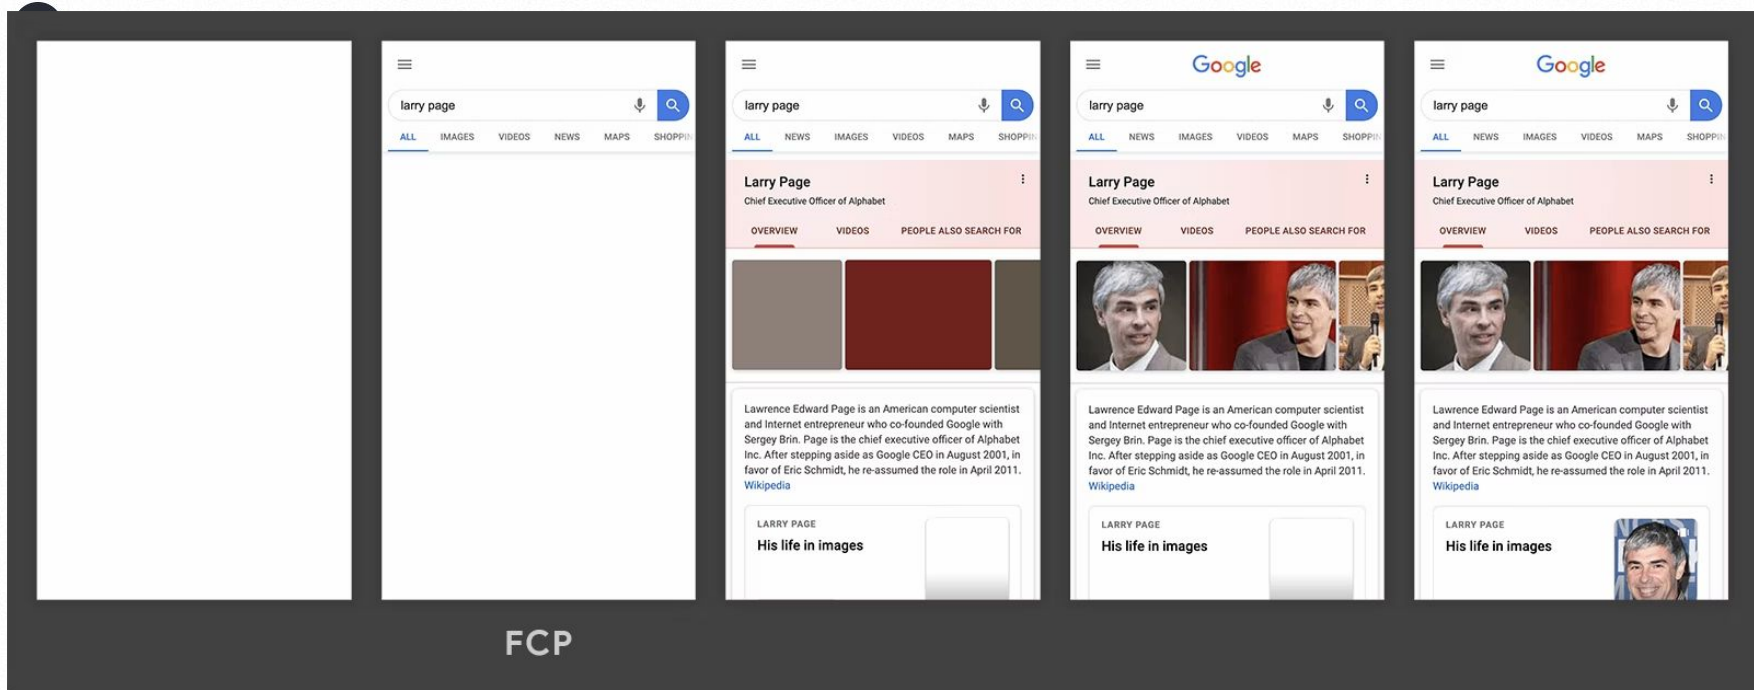 larry page
ALL IMAGES VIDEOS NEWS MAPS SHOPPIN
larry page
ALL NEWS IMAGES VIDEOS MAPS SHOPPIN
Larry Page
Chief Executive Officer of Alphabet
OVERVIEW VIDEOS PEOPLE ALSO SEARCH FOR
Lawrence Edward Page is an American computer scientist
and Internet entrepreneur who co-founded Google with
Sergey Brin. Page is the chief executive officer of Alphabet
Inc. After stepping aside as Google CEO in August 2001, in
favor of Eric Schmidt, he re-assumed the role in April 2011.
Wikipedia
LARRY PAGE
His life in images
Google
larry page
ALL NEWS IMAGES VIDEOS MAPS SHOPPIN
Larry Page
Chief Executive Officer of Alphabet
OVERVIEW VIDEOS PEOPLE ALSO SEARCH FOR
Lawrence Edward Page is an American computer scientist
and Internet entrepreneur who co-founded Google with
Sergey Brin. Page is the chief executive officer of Alphabet
Inc. After stepping aside as Google CEO in August 2001, in
favor of Eric Schmidt, he re-assumed the role in April 2011.
Wikipedia
LARRY PAGE
His life in images
Google
larry page
ALL NEWS IMAGES VIDEOS MAPS SHOPPIN
Larry Page
Chief Executive Officer of Alphabet
OVERVIEW VIDEOS PEOPLE ALSO SEARCH FOR
Lawrence Edward Page is an American computer scientist
and Internet entrepreneur who co-founded Google with
Sergey Brin. Page is the chief executive officer of Alphabet
Inc. After stepping aside as Google CEO in August 2001, in
favor of Eric Schmidt, he re-assumed the role in April 2011.
Wikipedia
LARRY PAGE
His life in images
FCP